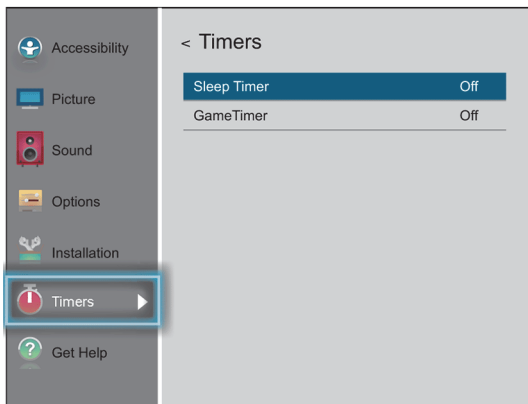 Accessibility
Picture
Sound
Options
Installation
Timers
Get Help
< Timers
Sleep Timer Off
GameTimer Off